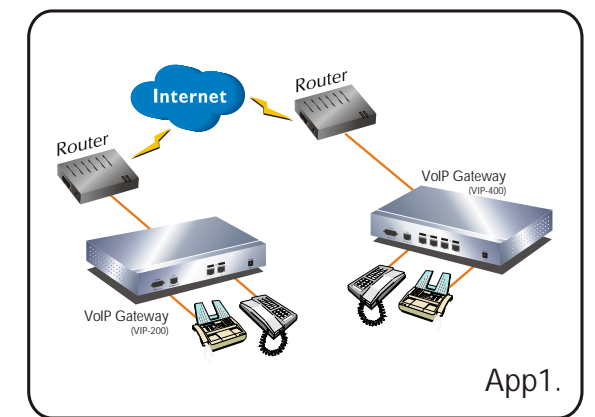 Router
Internet
Router
VoIP Gateway
(VIP-400)
VoIP Gateway
(VIP-200)
App1.